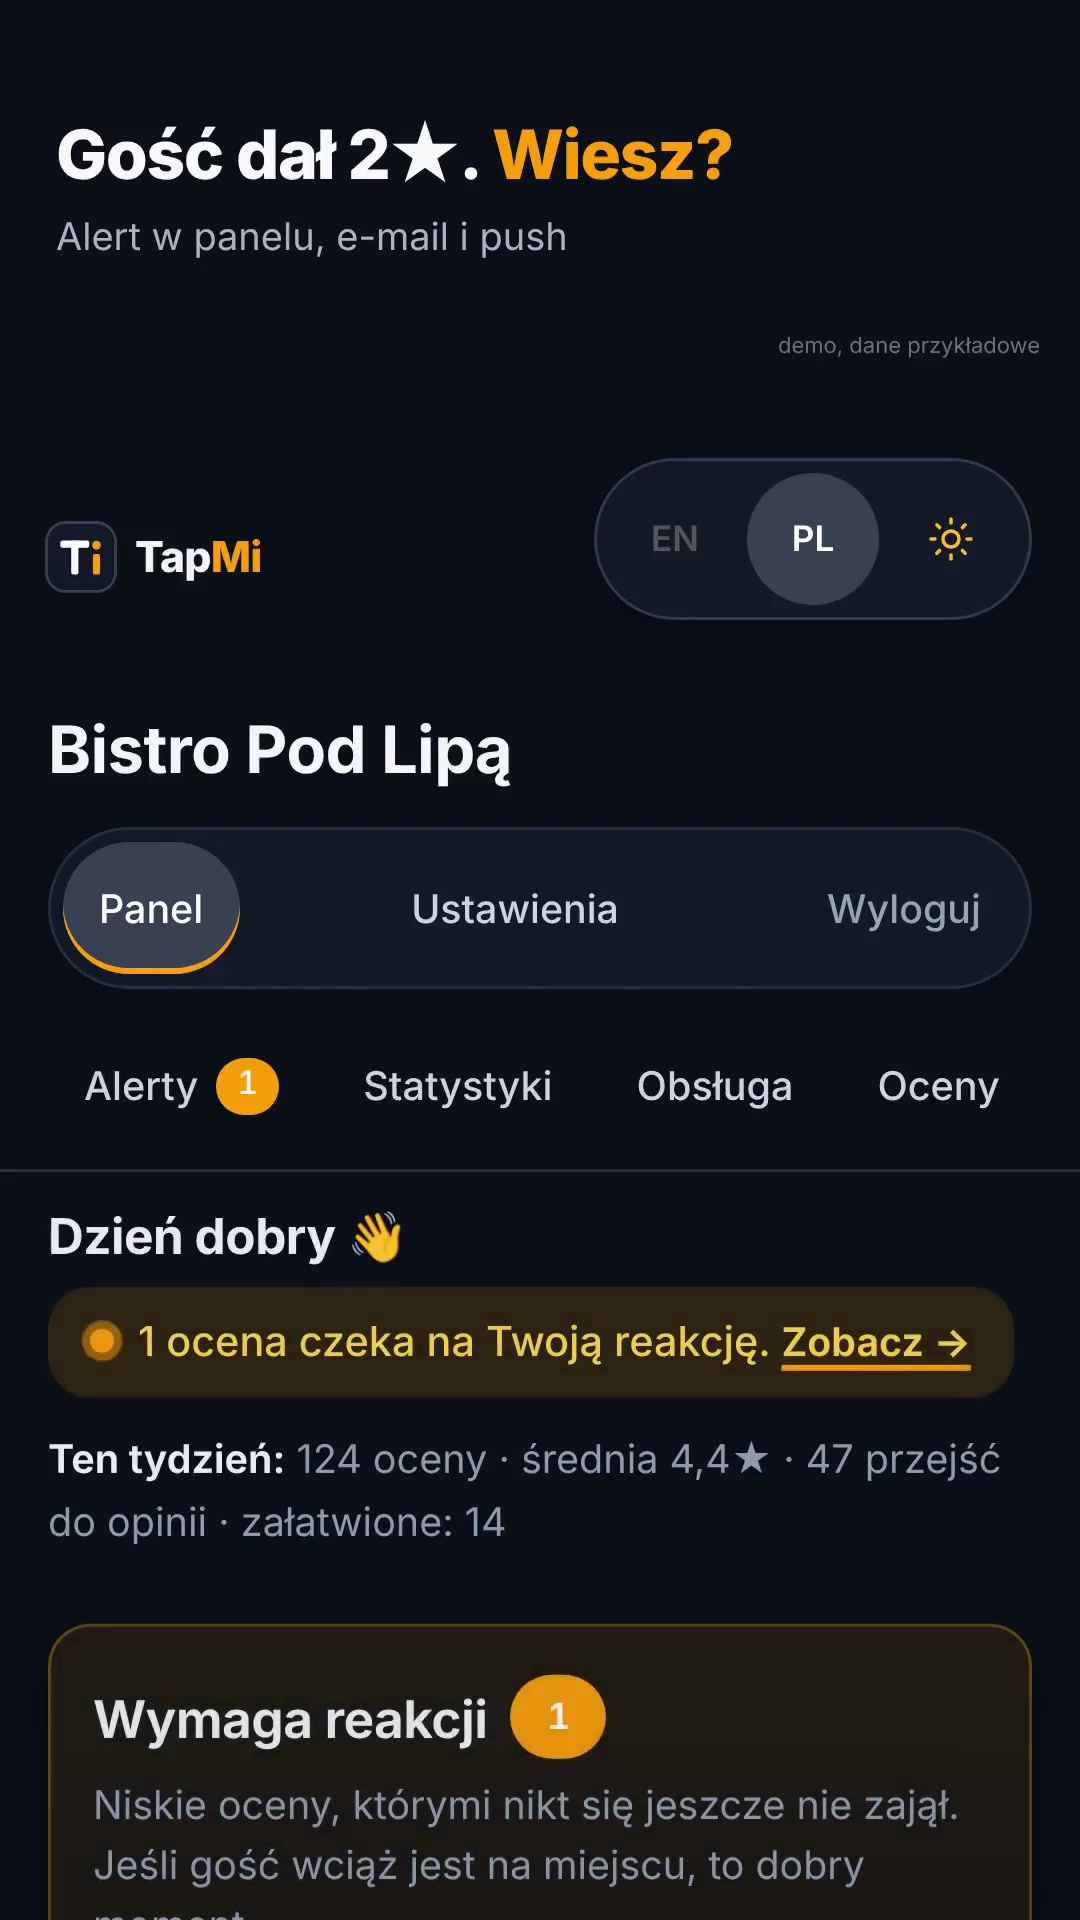 Gość dał 2★. Wiesz?
Alert w panelu, e-mail i push
demo, dane przykładowe
Ti TapMi
EN PL
Bistro Pod Lipą
Panel Ustawienia Wyloguj
Alerty 1 Statystyki Obsługa Oceny
Dzień dobry 👋
1 ocena czeka na Twoją reakcję. Zobacz →
Ten tydzień: 124 oceny · średnia 4,4★ · 47 przejść
do opinii · załatwione: 14
Wymaga reakcji 1
Niskie oceny, którymi nikt się jeszcze nie zajął.
Jeśli gość wciąż jest na miejscu, to dobry